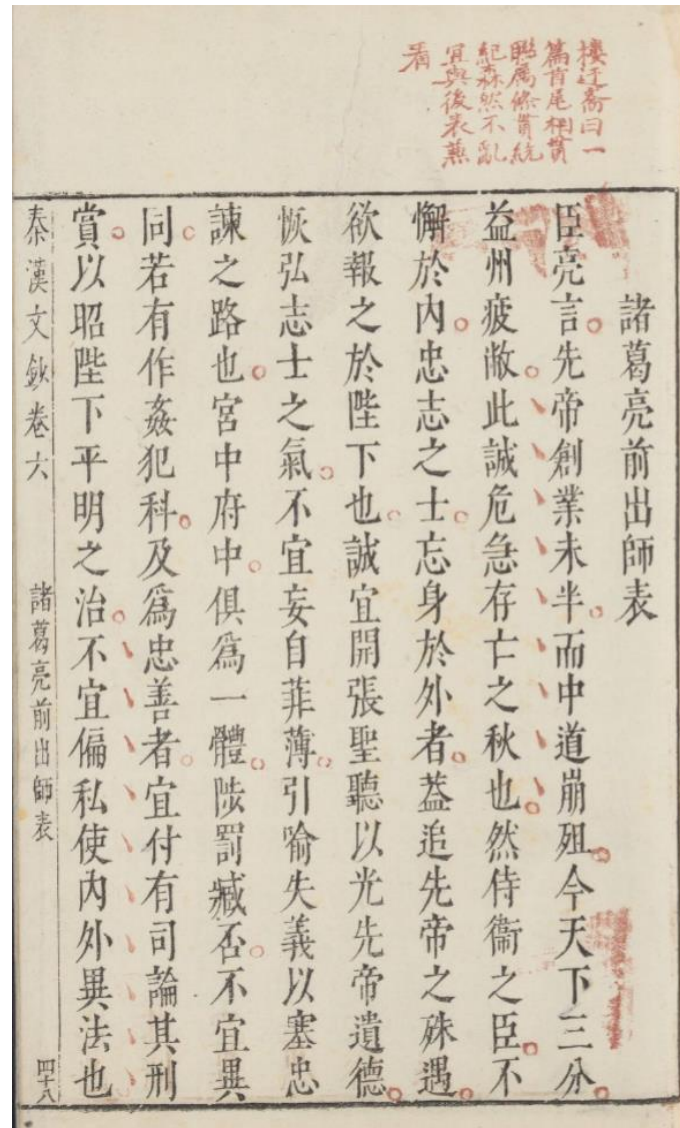 樓迂齋曰一
篇首尾相貫
聯屬條貫統
紀森然不亂
宜與後表兼
看
諸葛亮前出師表
臣亮言先帝創業未半而中道崩殂今天下三分
益州疲敝此誠危急存亡之秋也然侍衞之臣不
懈於內忠志之士忘身於外者葢追先帝之殊遇
欲報之於陛下也誠宜開張聖聽以光先帝遺德
恢弘志士之氣不宜妄自菲薄引喻失義以塞忠
諫之路也宮中府中俱爲一體陟罰臧否不宜異
同若有作姦犯科及爲忠善者宜付有司論其刑
賞以昭陛下平明之治不宜偏私使內外異法也
秦漢文鈔卷六 諸葛亮前出師表 四十八